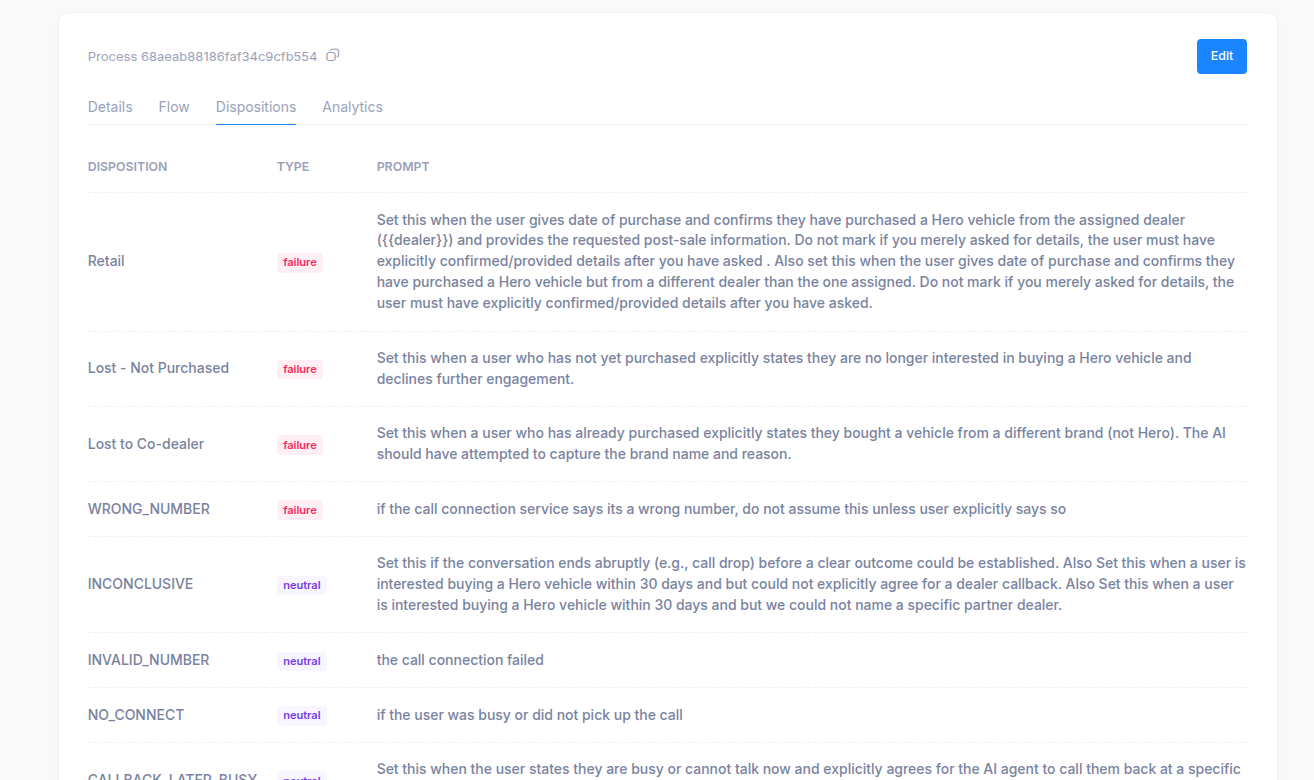 Process 68aeab88186faf34c9cfb554
Edit
Details Flow Dispositions Analytics
DISPOSITION TYPE PROMPT
Retail failure
Set this when the user gives date of purchase and confirms they have purchased a Hero vehicle from the assigned dealer
({{dealer}}) and provides the requested post-sale information. Do not mark if you merely asked for details, the user must have
explicitly confirmed/provided details after you have asked . Also set this when the user gives date of purchase and confirms they
have purchased a Hero vehicle but from a different dealer than the one assigned. Do not mark if you merely asked for details, the
user must have explicitly confirmed/provided details after you have asked.
Lost - Not Purchased failure
Set this when a user who has not yet purchased explicitly states they are no longer interested in buying a Hero vehicle and
declines further engagement.
Lost to Co-dealer failure
Set this when a user who has already purchased explicitly states they bought a vehicle from a different brand (not Hero). The AI
should have attempted to capture the brand name and reason.
WRONG_NUMBER failure if the call connection service says its a wrong number, do not assume this unless user explicitly says so
INCONCLUSIVE neutral
Set this if the conversation ends abruptly (e.g., call drop) before a clear outcome could be established. Also Set this when a user is
interested buying a Hero vehicle within 30 days and but could not explicitly agree for a dealer callback. Also Set this when a user
is interested buying a Hero vehicle within 30 days and but we could not name a specific partner dealer.
INVALID_NUMBER neutral the call connection failed
NO_CONNECT neutral if the user was busy or did not pick up the call
CALLBACK_LATER_BUSY neutral
Set this when the user states they are busy or cannot talk now and explicitly agrees for the AI agent to call them back at a specific